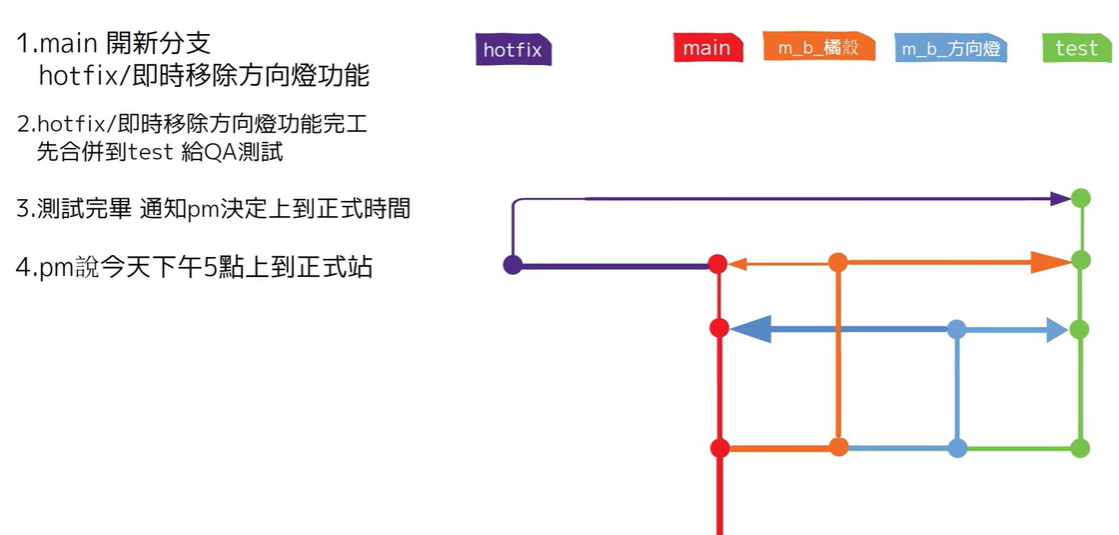 1.main 開新分支
hotfix/即時移除方向燈功能
2.hotfix/即時移除方向燈功能完工
先合併到test 給QA測試
3.測試完畢 通知pm決定上到正式時間
4.pm說今天下午5點上到正式站
hotfix
main
m_b_橘殼
m_b_方向燈
test